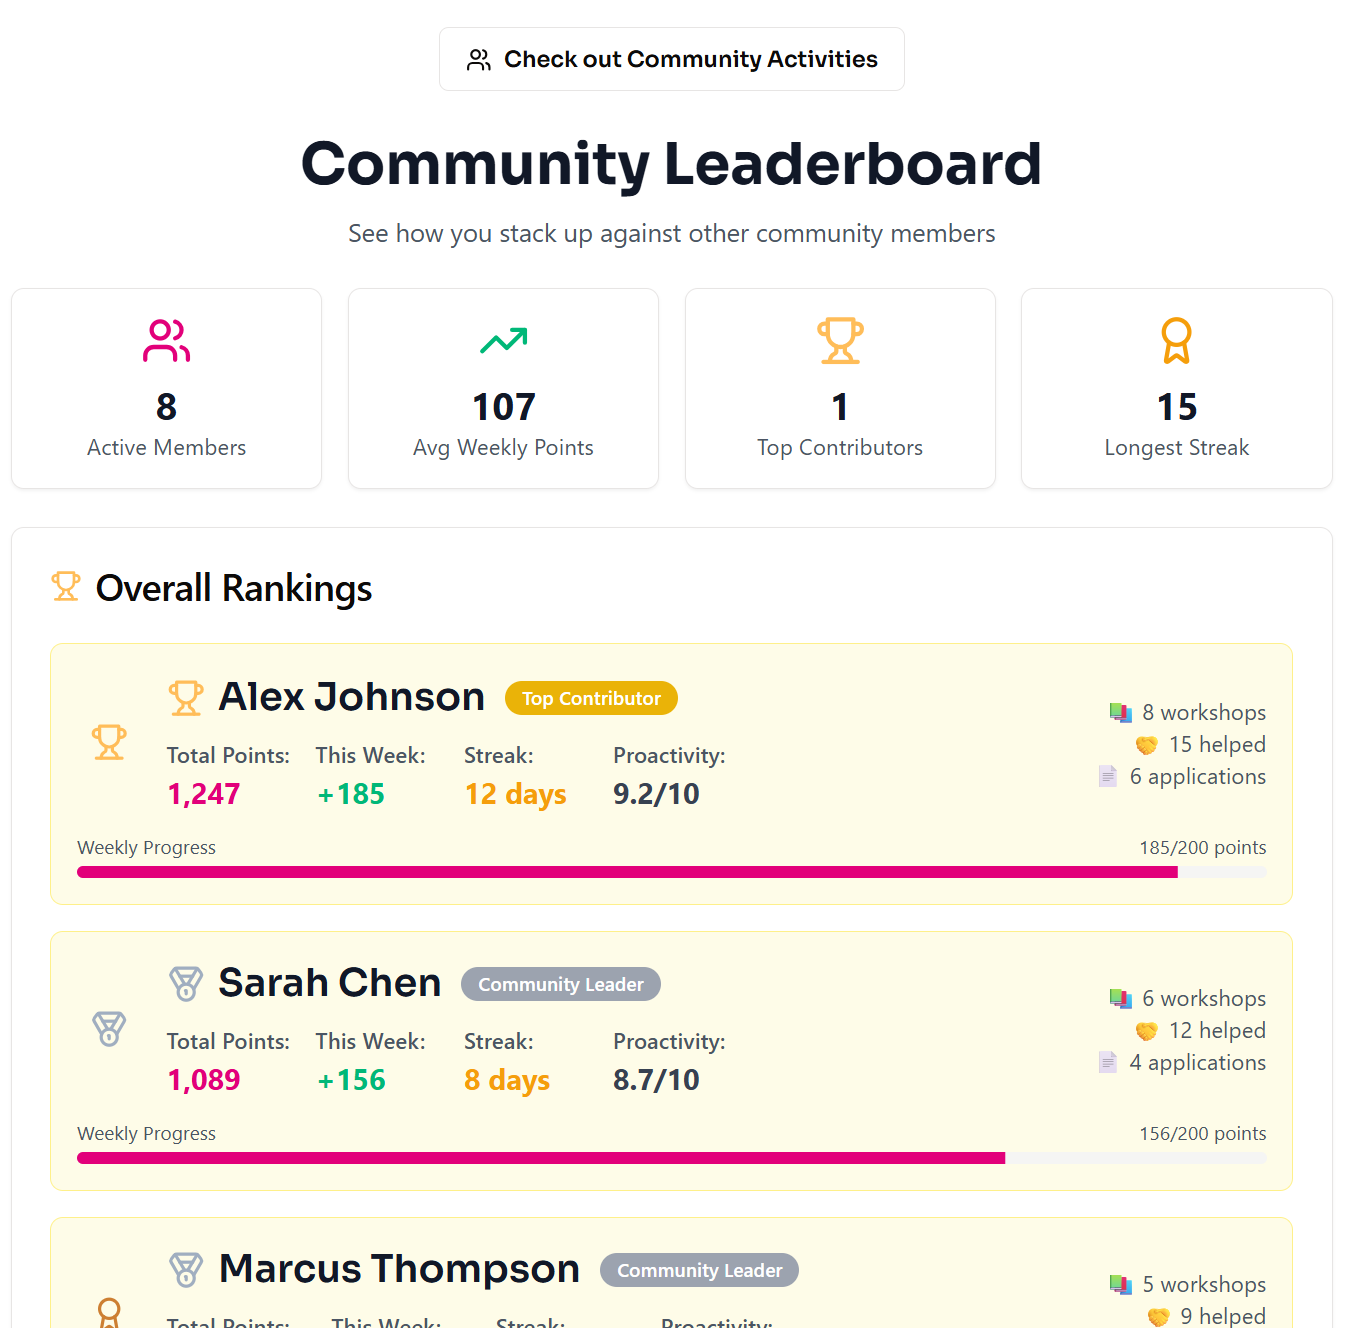 Check out Community Activities
Community Leaderboard
See how you stack up against other community members
8
Active Members
107
Avg Weekly Points
1
Top Contributors
15
Longest Streak
Overall Rankings
Alex Johnson Top Contributor
Total Points: This Week: Streak: Proactivity:
1,247 +185 12 days 9.2/10
8 workshops
15 helped
6 applications
Weekly Progress 185/200 points
Sarah Chen Community Leader
Total Points: This Week: Streak: Proactivity:
1,089 +156 8 days 8.7/10
6 workshops
12 helped
4 applications
Weekly Progress 156/200 points
Marcus Thompson Community Leader
Total Points: This Week: Streak: Proactivity:
5 workshops
9 helped